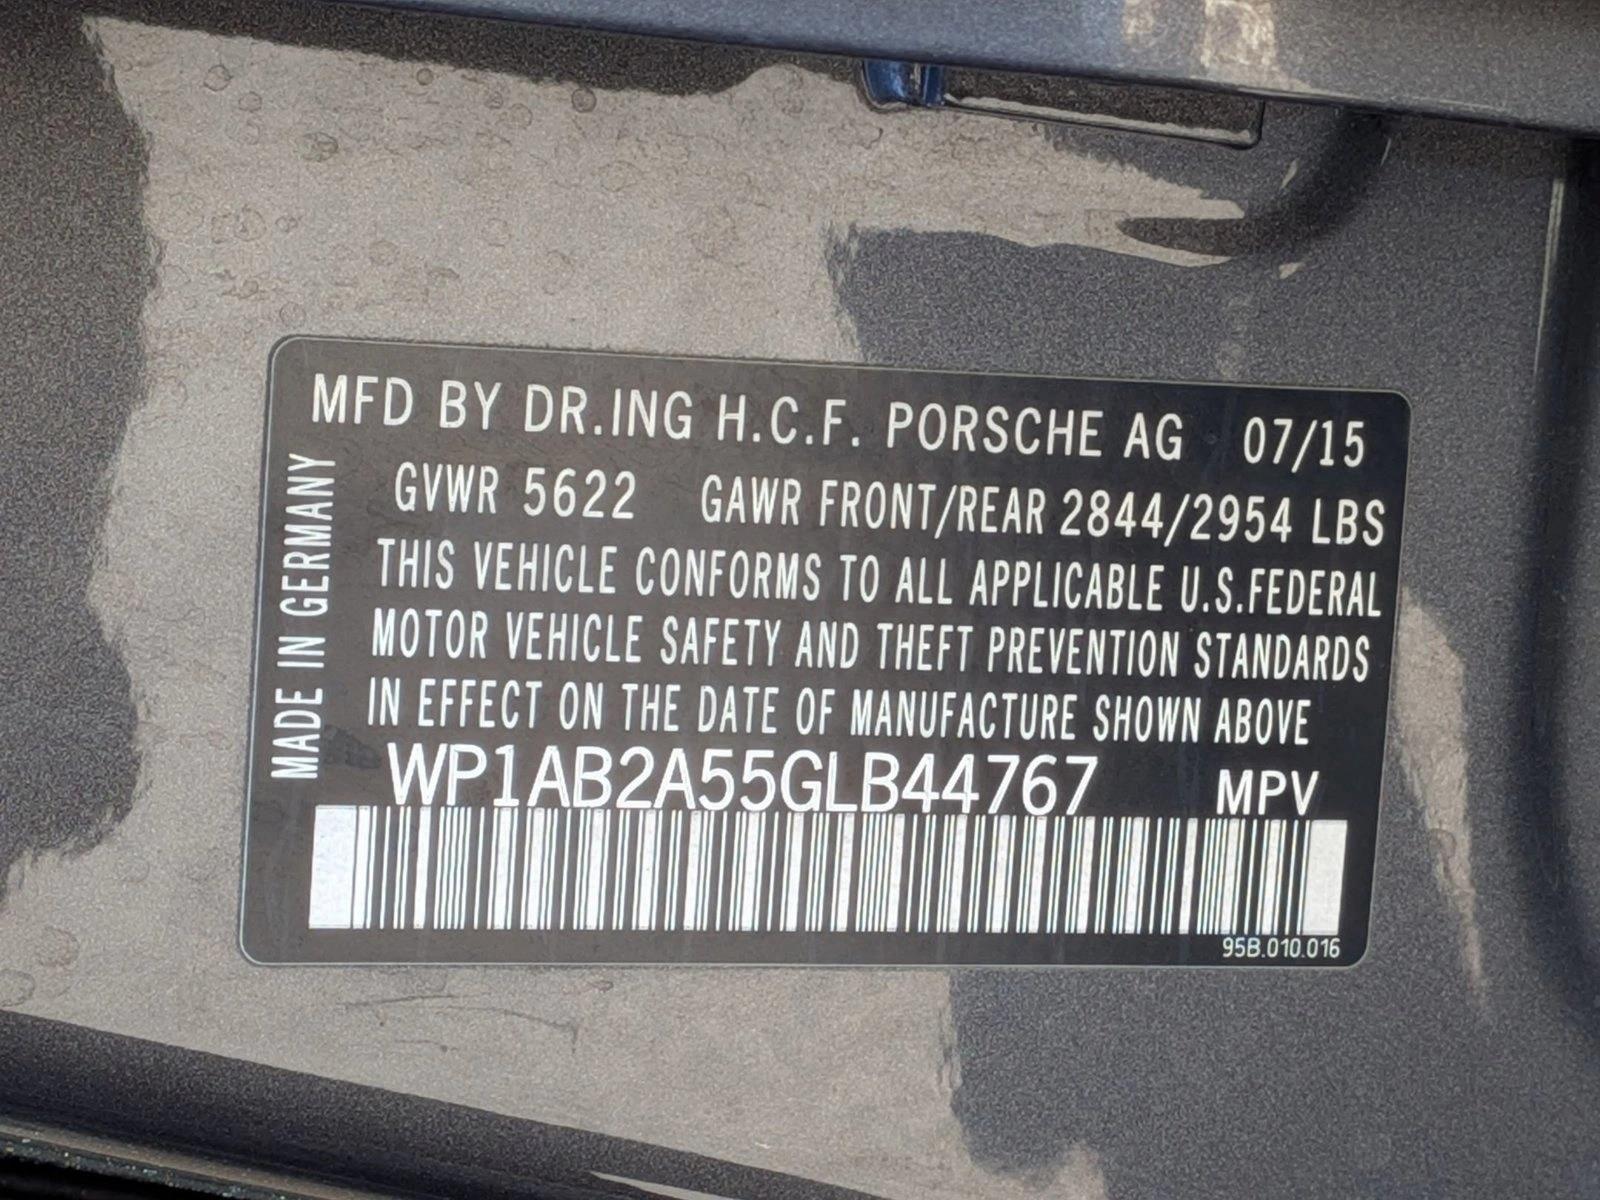 MFD BY DR.ING H.C.F. PORSCHE AG 07/15
GVWR 5622 GAWR FRONT/REAR 2844/2954 LBS
THIS VEHICLE CONFORMS TO ALL APPLICABLE U.S.FEDERAL
MOTOR VEHICLE SAFETY AND THEFT PREVENTION STANDARDS
IN EFFECT ON THE DATE OF MANUFACTURE SHOWN ABOVE
WP1AB2A55GLB44767 MPV
95B.010.016
MADE IN GERMANY